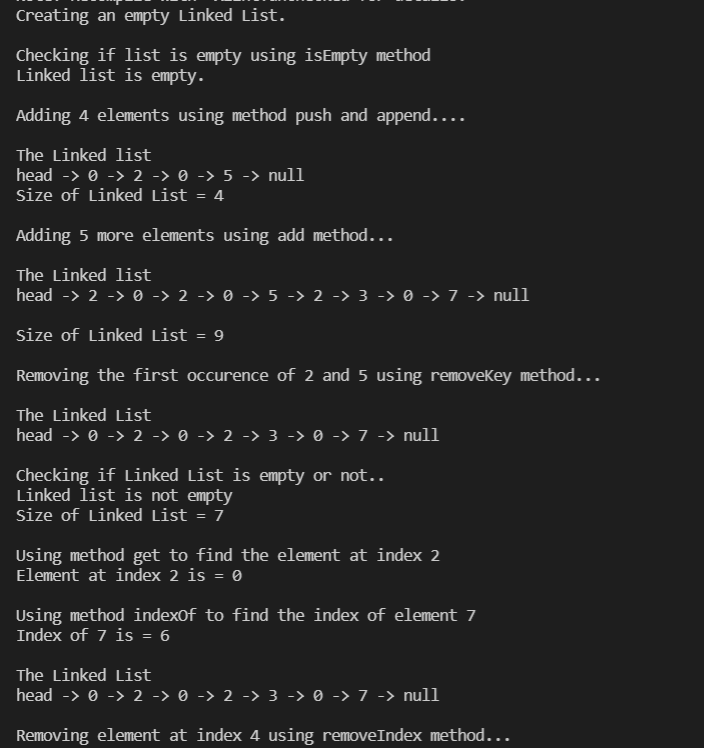 Creating an empty Linked List.
Checking if list is empty using isEmpty method
Linked list is empty.
Adding 4 elements using method push and append....
The Linked list
head -> 0 -> 2 -> 0 -> 5 -> null
Size of Linked List = 4
Adding 5 more elements using add method...
The Linked list
head -> 2 -> 0 -> 2 -> 0 -> 5 -> 2 -> 3 -> 0 -> 7 -> null
Size of Linked List = 9
Removing the first occurence of 2 and 5 using removeKey method...
The Linked List
head -> 0 -> 2 -> 0 -> 2 -> 3 -> 0 -> 7 -> null
Checking if Linked List is empty or not..
Linked list is not empty
Size of Linked List = 7
Using method get to find the element at index 2
Element at index 2 is = 0
Using method indexOf to find the index of element 7
Index of 7 is = 6
The Linked List
head -> 0 -> 2 -> 0 -> 2 -> 3 -> 0 -> 7 -> null
Removing element at index 4 using removeIndex method...